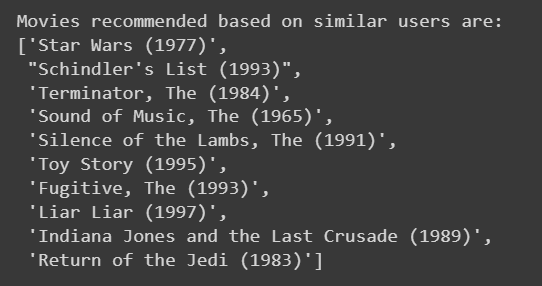 Movies recommended based on similar users are:
['Star Wars (1977)',
"Schindler's List (1993)",
'Terminator, The (1984)',
'Sound of Music, The (1965)',
'Silence of the Lambs, The (1991)',
'Toy Story (1995)',
'Fugitive, The (1993)',
'Liar Liar (1997)',
'Indiana Jones and the Last Crusade (1989)',
'Return of the Jedi (1983)']